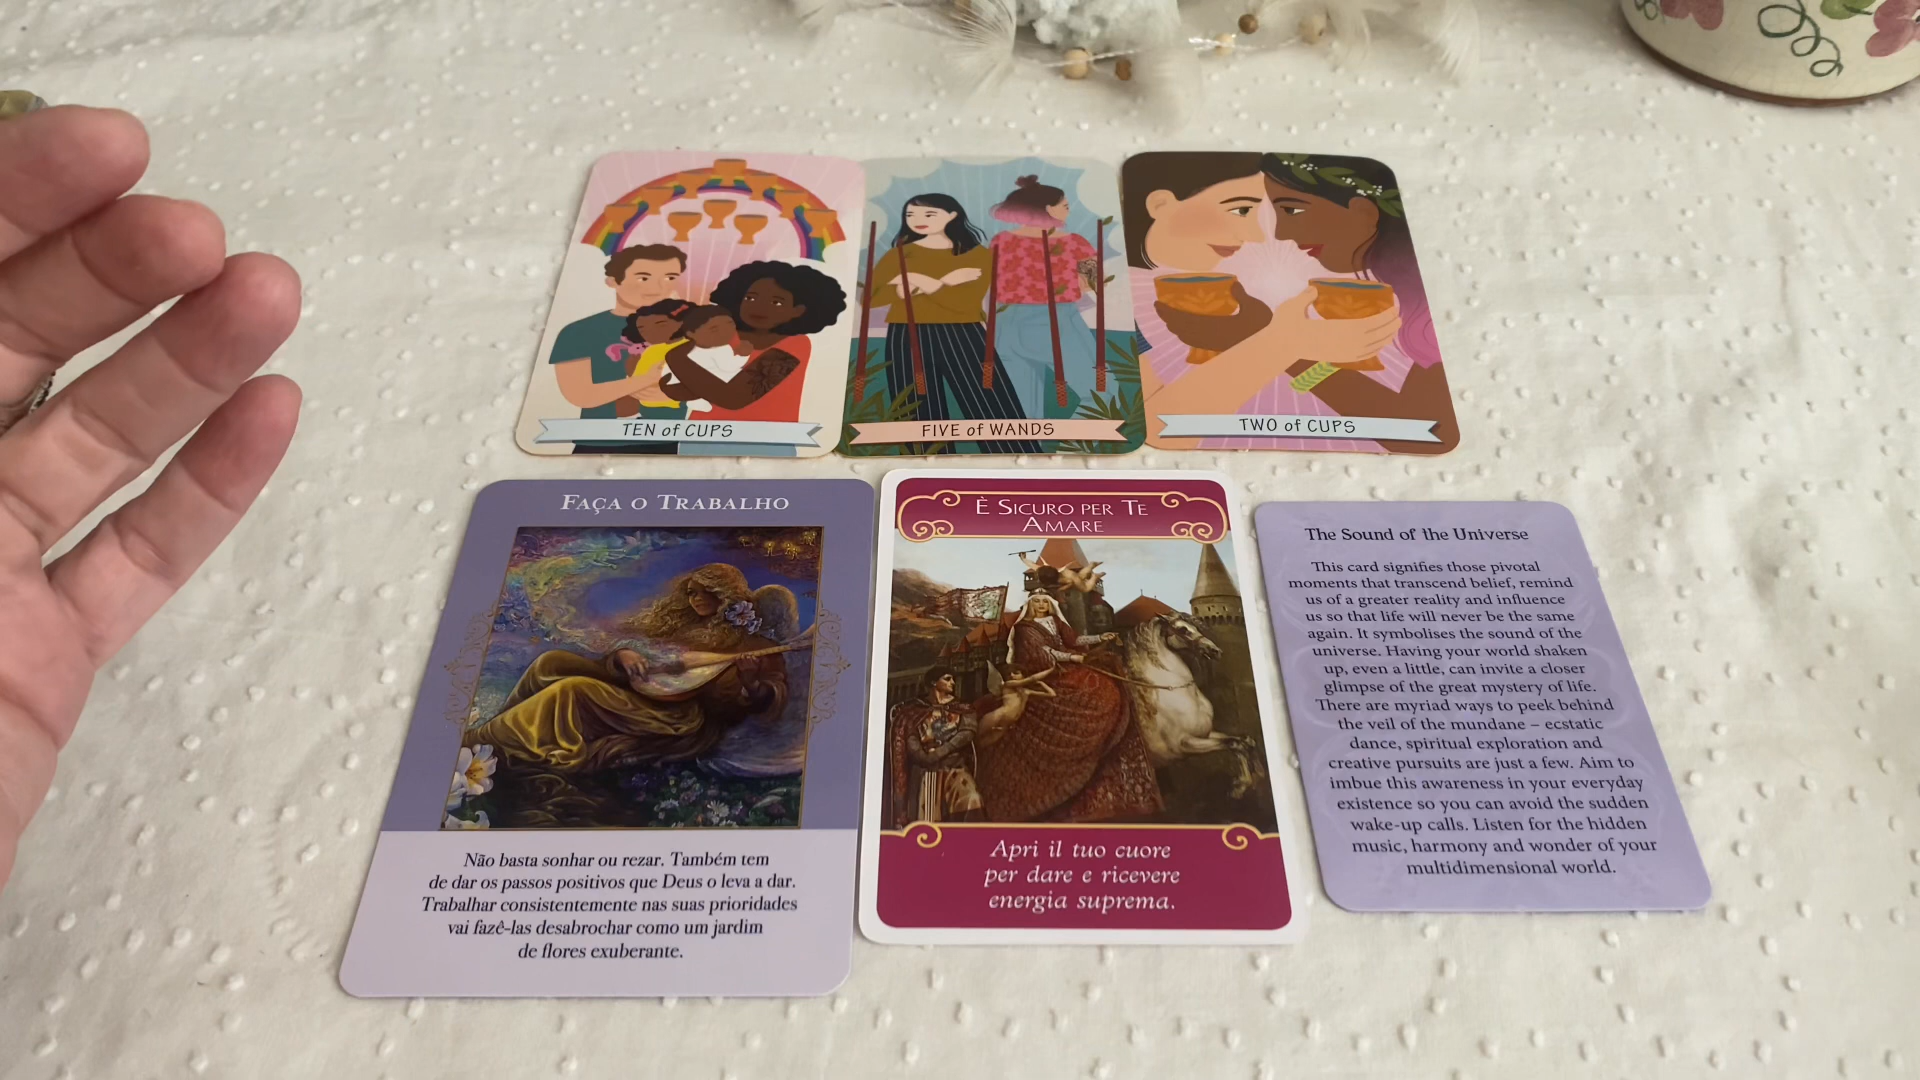 TEN of CUPS
FIVE of WANDS
TWO of CUPS
FAÇA O TRABALHO
Não basta sonhar ou rezar. Também tem
de dar os passos positivos que Deus o leva a dar.
Trabalhar consistentemente nas suas prioridades
vai fazê-las desabrochar como um jardim
de flores exuberante.
È SICURO PER TE
AMARE
Apri il tuo cuore
per dare e ricevere
energia suprema.
The Sound of the Universe
This card signifies those pivotal
moments that transcend belief, remind
us of a greater reality and influence
us so that life will never be the same
again. It symbolises the sound of the
universe. Having your world shaken
up, even a little, can invite a closer
glimpse of the great mystery of life.
There are myriad ways to peek behind
the veil of the mundane – ecstatic
dance, spiritual exploration and
creative pursuits are just a few. Aim to
imbue this awareness in your everyday
existence so you can avoid the sudden
wake-up calls. Listen for the hidden
music, harmony and wonder of your
multidimensional world.